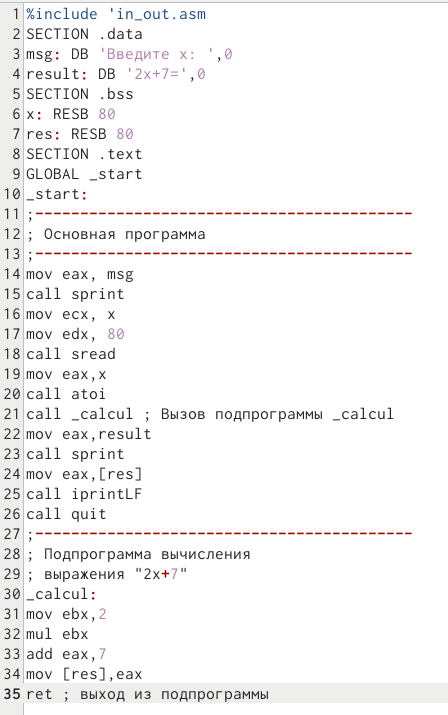 1 %include 'in_out.asm
2 SECTION .data
3 msg: DB 'Введите x: ',0
4 result: DB '2x+7=',0
5 SECTION .bss
6 x: RESB 80
7 res: RESB 80
8 SECTION .text
9 GLOBAL _start
10 _start:
11 ;------------------------------------------
12 ; Основная программа
13 ;------------------------------------------
14 mov eax, msg
15 call sprint
16 mov ecx, x
17 mov edx, 80
18 call sread
19 mov eax,x
20 call atoi
21 call _calcul ; Вызов подпрограммы _calcul
22 mov eax,result
23 call sprint
24 mov eax,[res]
25 call iprintLF
26 call quit
27 ;------------------------------------------
28 ; Подпрограмма вычисления
29 ; выражения "2x+7"
30 _calcul:
31 mov ebx,2
32 mul ebx
33 add eax,7
34 mov [res],eax
35 ret ; выход из подпрограммы